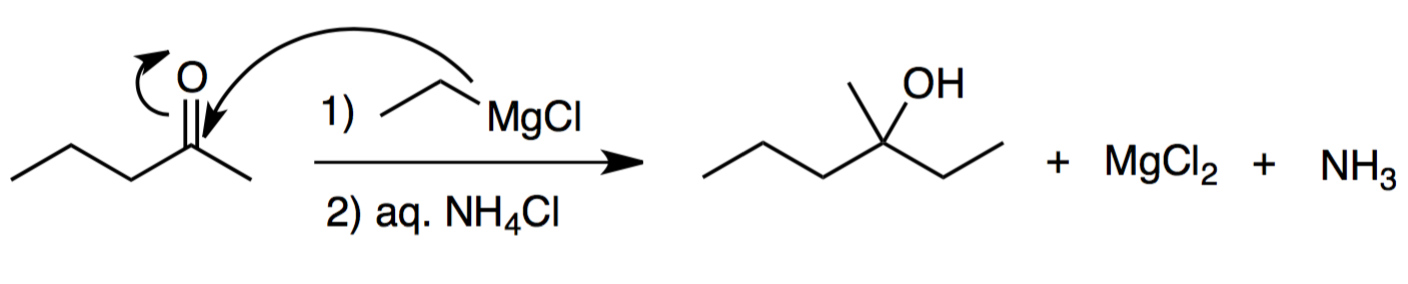 O
1)
MgCl
2) aq. NH₄Cl
OH
+ MgCl₂ + NH₃